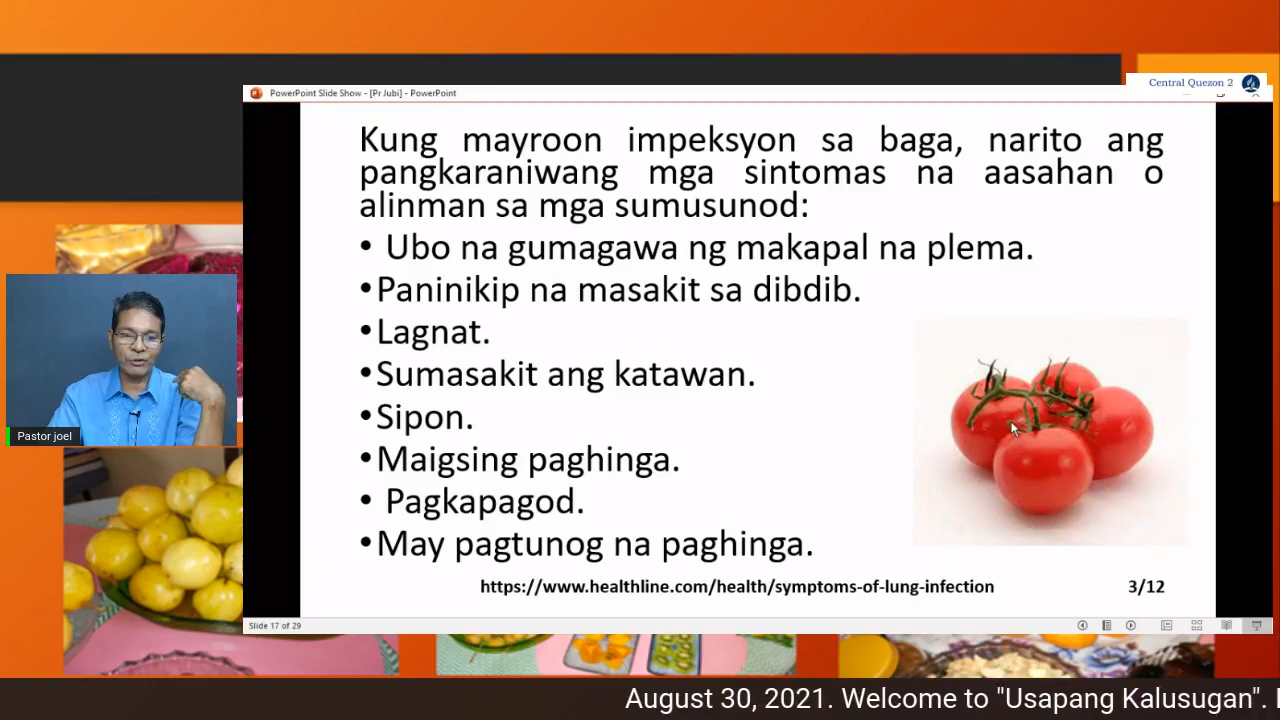 Central Quezon 2
PowerPoint Slide Show - [Pr Jubi] - PowerPoint
Kung mayroon impeksyon sa baga, narito ang
pangkaraniwang mga sintomas na aasahan o
alinman sa mga sumusunod:
• Ubo na gumagawa ng makapal na plema.
•Paninikip na masakit sa dibdib.
•Lagnat.
•Sumasakit ang katawan.
•Sipon.
•Maigsing paghinga.
• Pagkapagod.
•May pagtunog na paghinga.
https://www.healthline.com/health/symptoms-of-lung-infection 3/12
Pastor joel
Slide 17 of 29
August 30, 2021. Welcome to "Usapang Kalusugan".